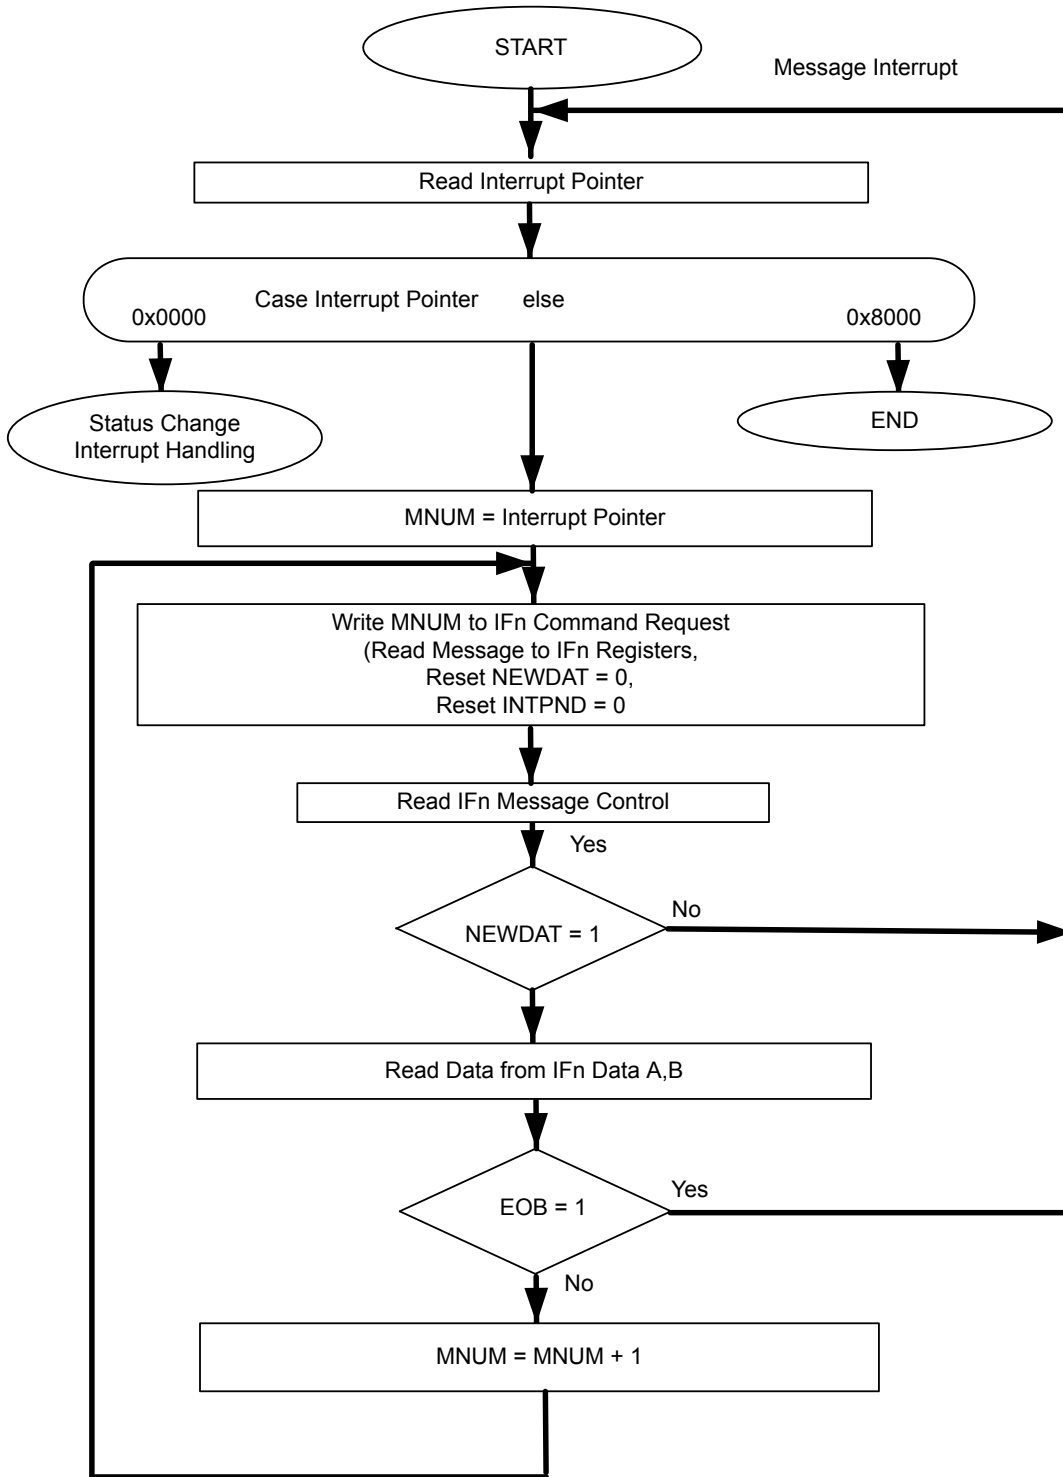 START
Message Interrupt
Read Interrupt Pointer
Case Interrupt Pointer else
0x0000
0x8000
Status Change
Interrupt Handling
END
MNUM = Interrupt Pointer
Write MNUM to IFn Command Request
(Read Message to IFn Registers,
Reset NEWDAT = 0,
Reset INTPND = 0
Read IFn Message Control
Yes
NEWDAT = 1
No
Read Data from IFn Data A,B
EOB = 1
Yes
No
MNUM = MNUM + 1